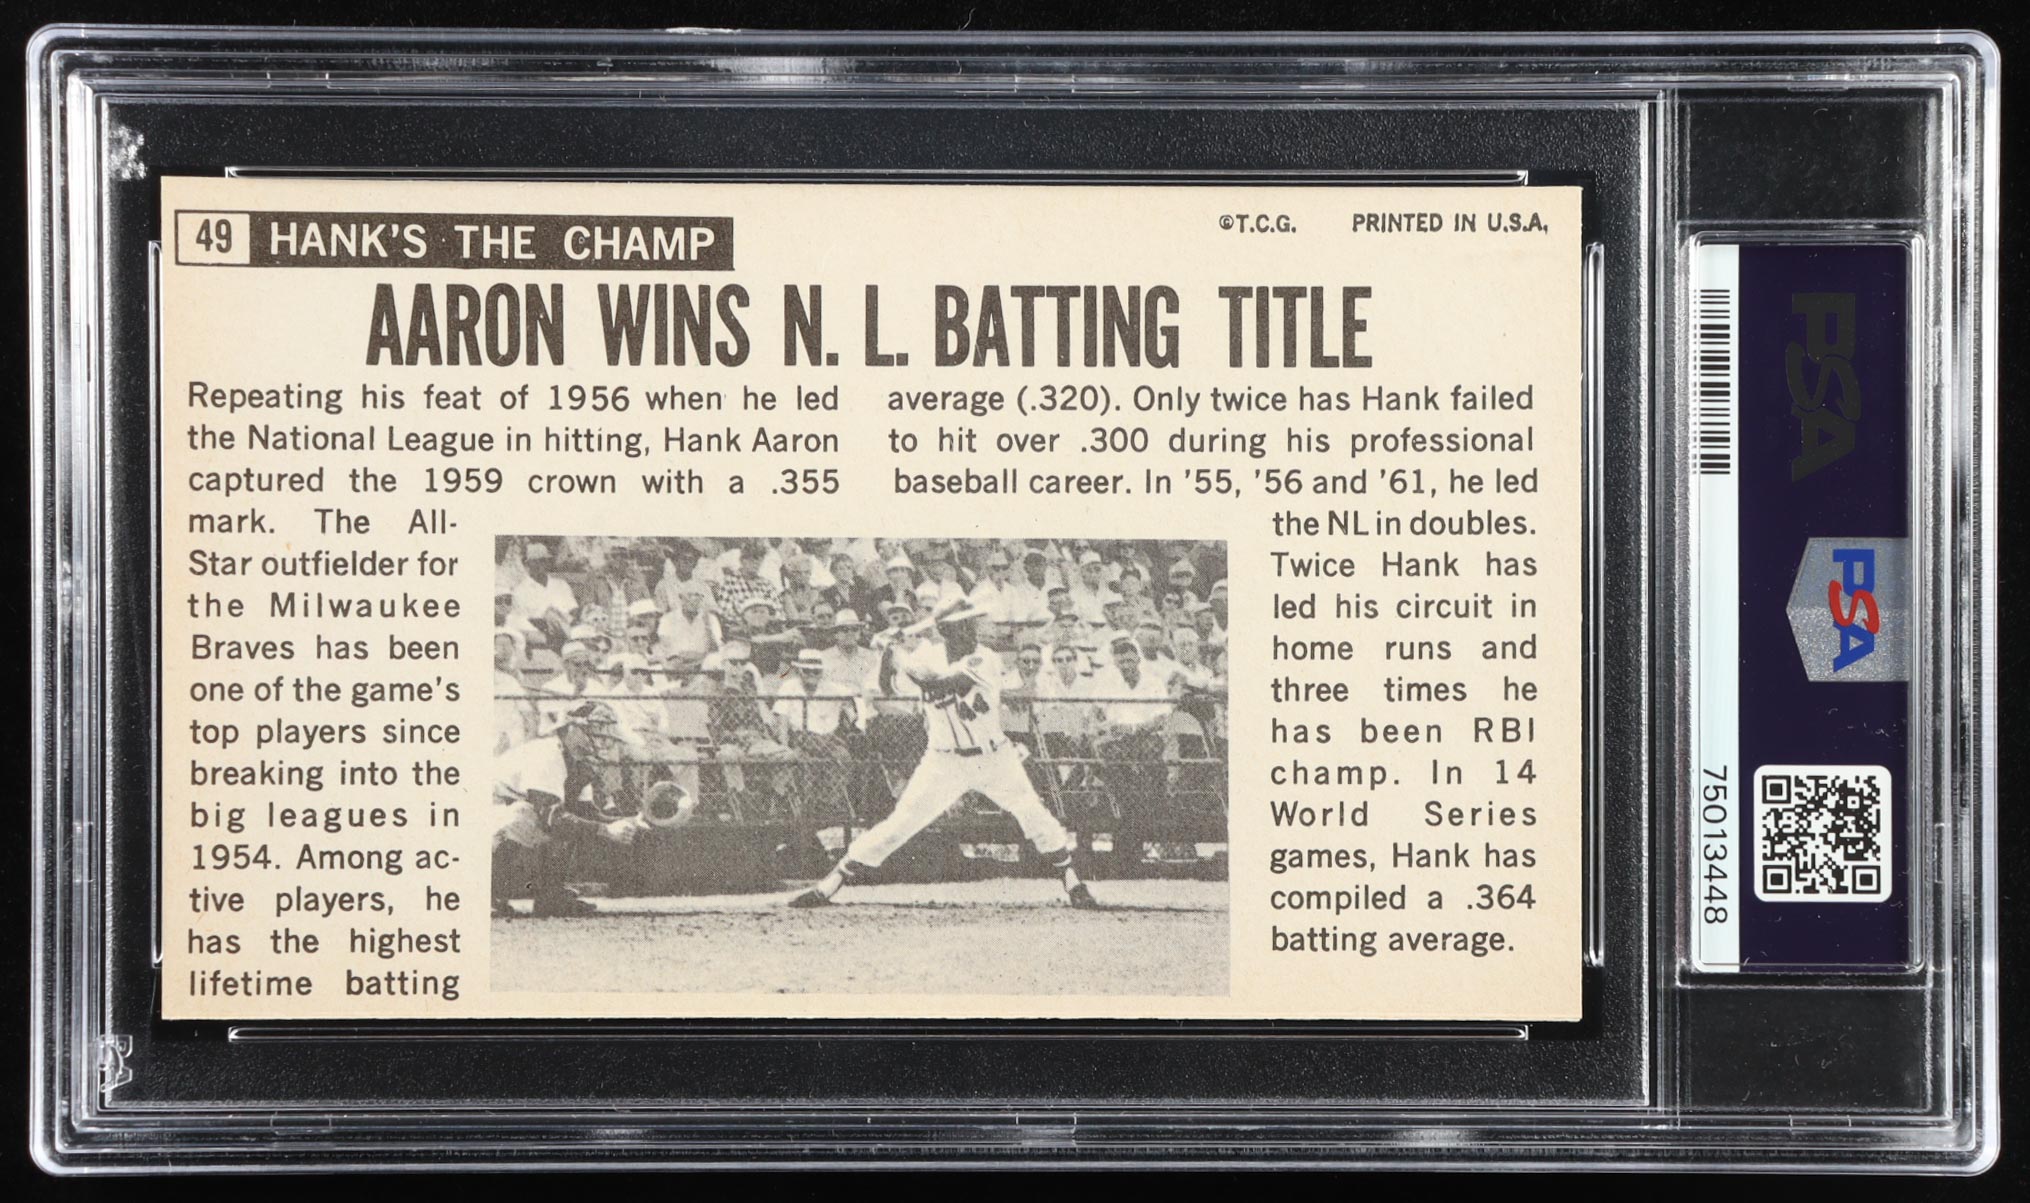 49 HANK'S THE CHAMP
©T.C.G. PRINTED IN U.S.A.
AARON WINS N. L. BATTING TITLE
Repeating his feat of 1956 when he led
the National League in hitting, Hank Aaron
captured the 1959 crown with a .355
mark. The All-
Star outfielder for
the Milwaukee
Braves has been
one of the game's
top players since
breaking into the
big leagues in
1954. Among ac-
tive players, he
has the highest
lifetime batting
average (.320). Only twice has Hank failed
to hit over .300 during his professional
baseball career. In '55, '56 and '61, he led
the NL in doubles.
Twice Hank has
led his circuit in
home runs and
three times he
has been RBI
champ. In 14
World Series
games, Hank has
compiled a .364
batting average.
44
PSA
PSA
75013448